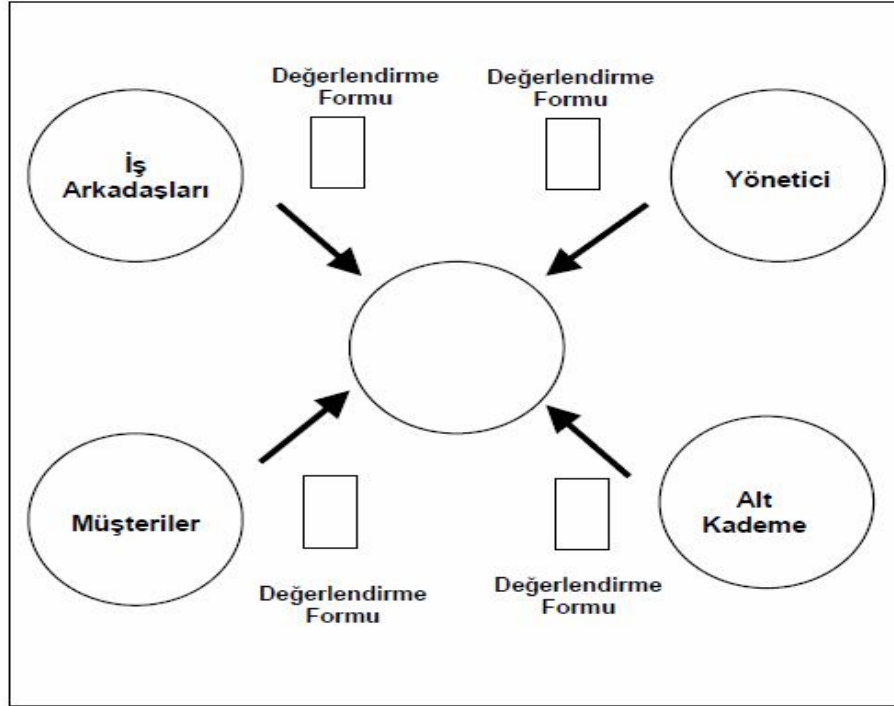 Değerlendirme
Formu
Değerlendirme
Formu
İş
Arkadaşları
Yönetici
Müşteriler
Alt
Kademe
Değerlendirme
Formu
Değerlendirme
Formu